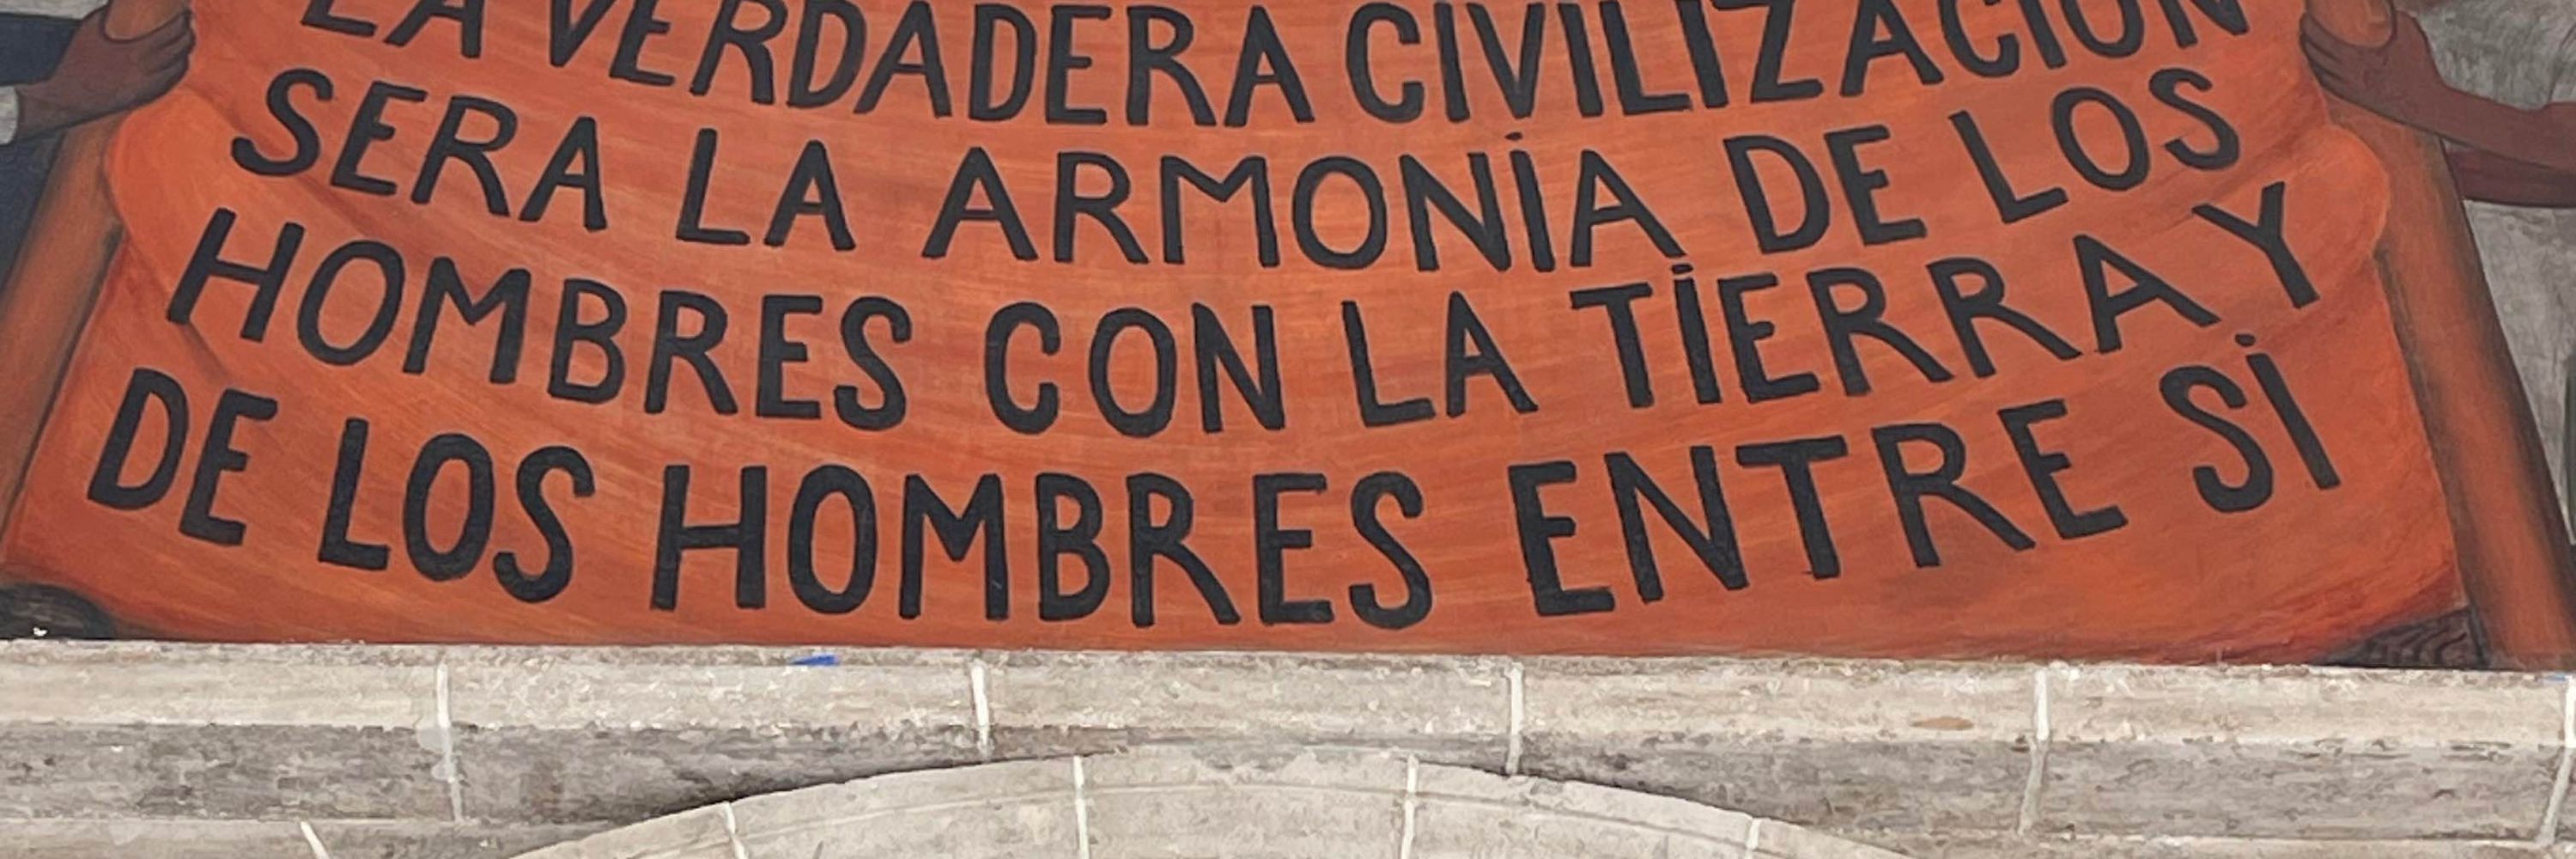 LA VERDADERA CIVILIZACION
SERA LA ARMONIA DE LOS
HOMBRES CON LA TIERRA Y
DE LOS HOMBRES ENTRE SI